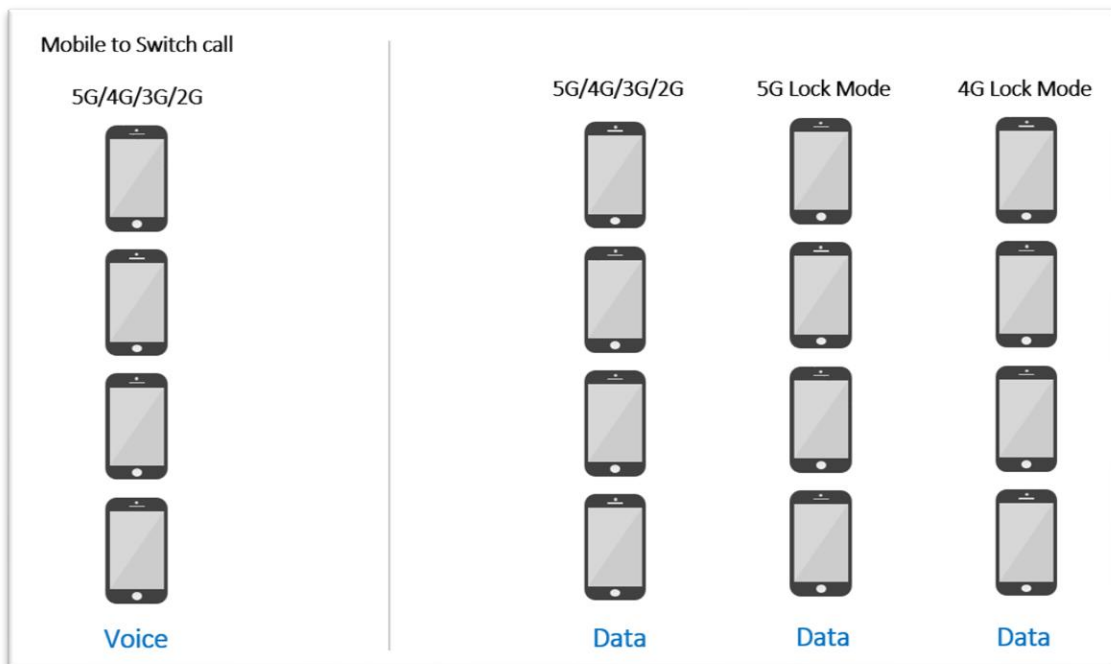 Mobile to Switch call
5G/4G/3G/2G
5G/4G/3G/2G
5G Lock Mode
4G Lock Mode
Voice
Data
Data
Data